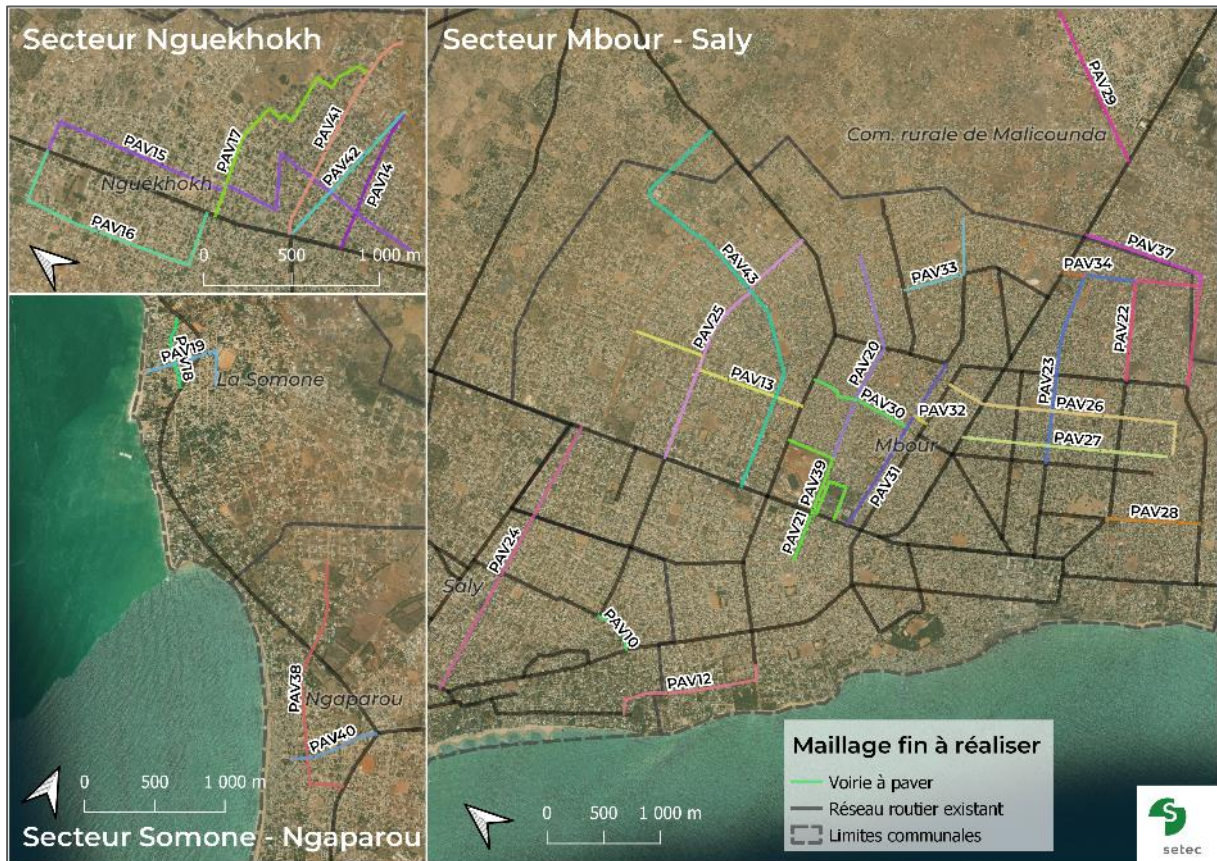 Secteur Nguekhokh
PAV15
PAV17
PAV41
PAV42
PAV14
Nguekhokh
PAV16
0 500 1 000 m
PAV19
PAV18
La Somone
PAV38
Ngaparou
PAV40
0 500 1 000 m
Secteur Somone - Ngaparou
Secteur Mbour - Saly
PAV29
Com. rurale de Malicounda
PAV37
PAV33
PAV34
PAV43
PAV25
PAV22
PAV20
PAV23
PAV13
PAV30
PAV32
PAV26
Mbour
PAV27
PAV39
PAV31
PAV21
PAV28
PAV24
Saly
PAV10
PAV12
0 500 1 000 m
Maillage fin à réaliser
Voirie à paver
Réseau routier existant
Limites communales
setec